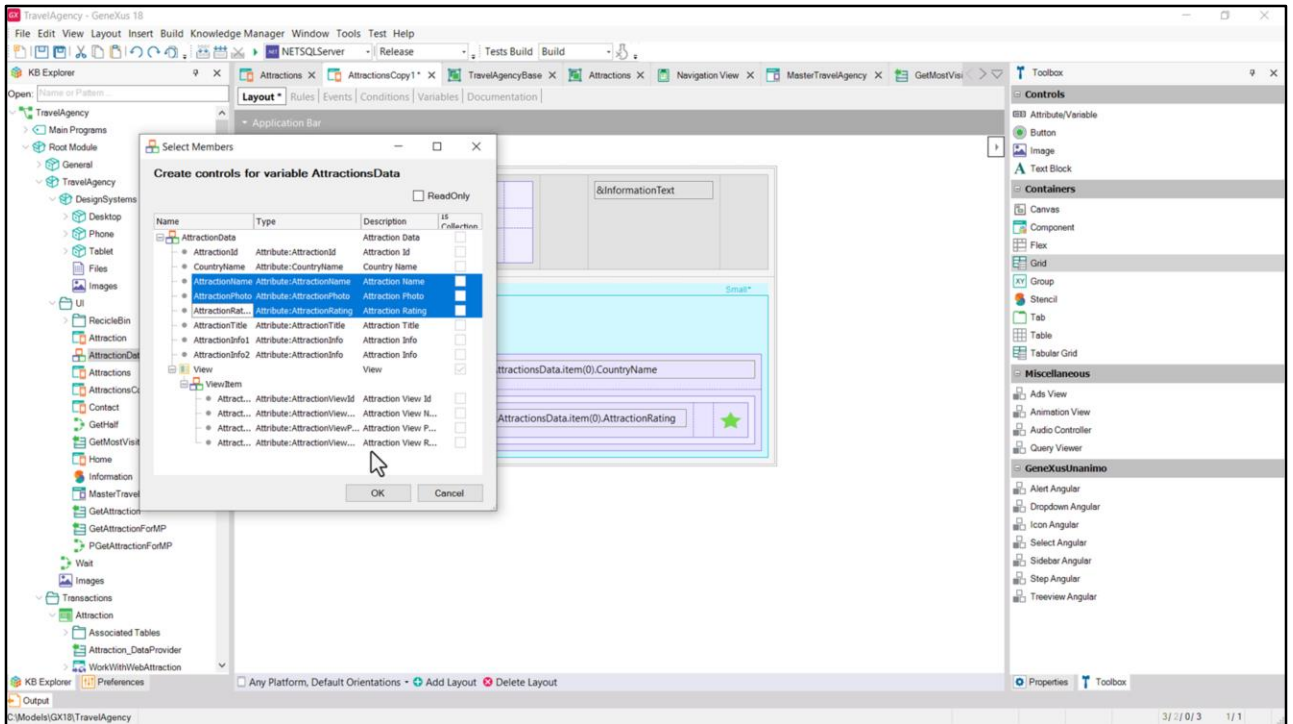 GX TravelAgency - GeneXus 18
File Edit View Layout Insert Build Knowledge Manager Window Tools Test Help
NETSQLServer Release Tests Build Build
KB Explorer
Open: Name or Pattern...
TravelAgency
Main Programs
Root Module
General
TravelAgency
DesignSystems
Desktop
Phone
Tablet
Files
Images
UI
RecicleBin
Attraction
AttractionDat
Attractions
AttractionsCo
Contact
GetHalf
GetMostVisit
Home
Information
MasterTravel
GetAttraction
GetAttractionForMP
PGetAttractionForMP
Wait
Images
Transactions
Attraction
Associated Tables
Attraction_DataProvider
WorkWithWebAttraction
KB Explorer Preferences
Output
C:\Models\GX18\TravelAgency
Attractions X AttractionsCopy1* X TravelAgencyBase X Attractions X Navigation View X MasterTravelAgency X GetMostVisi
Layout * Rules Events Conditions Variables Documentation
Application Bar
&InformationText
Small*
ttractionsData.item(0).CountryName
AttractionsData.item(0).AttractionRating
Select Members
Create controls for variable AttractionsData
ReadOnly
Name Type Description Is Collection
AttractionData Attraction Data
AttractionId Attribute:AttractionId Attraction Id
CountryName Attribute:CountryName Country Name
AttractionName Attribute:AttractionName Attraction Name
AttractionPhoto Attribute:AttractionPhoto Attraction Photo
AttractionRat... Attribute:AttractionRating Attraction Rating
AttractionTitle Attribute:AttractionTitle Attraction Title
AttractionInfo1 Attribute:AttractionInfo Attraction Info
AttractionInfo2 Attribute:AttractionInfo Attraction Info
View View
ViewItem
Attract... Attribute:AttractionViewId Attraction View Id
Attract... Attribute:AttractionView... Attraction View N...
Attract... Attribute:AttractionViewP... Attraction View P...
Attract... Attribute:AttractionView... Attraction View R...
OK Cancel
Any Platform, Default Orientations Add Layout Delete Layout
Toolbox
Controls
Attribute/Variable
Button
Image
Text Block
Containers
Canvas
Component
Flex
Grid
Group
Stencil
Tab
Table
Tabular Grid
Miscellaneous
Ads View
Animation View
Audio Controller
Query Viewer
GeneXusUnanimo
Alert Angular
Dropdown Angular
Icon Angular
Select Angular
Sidebar Angular
Step Angular
Treeview Angular
Properties Toolbox
3/ 2/ 0/ 3 1/ 1